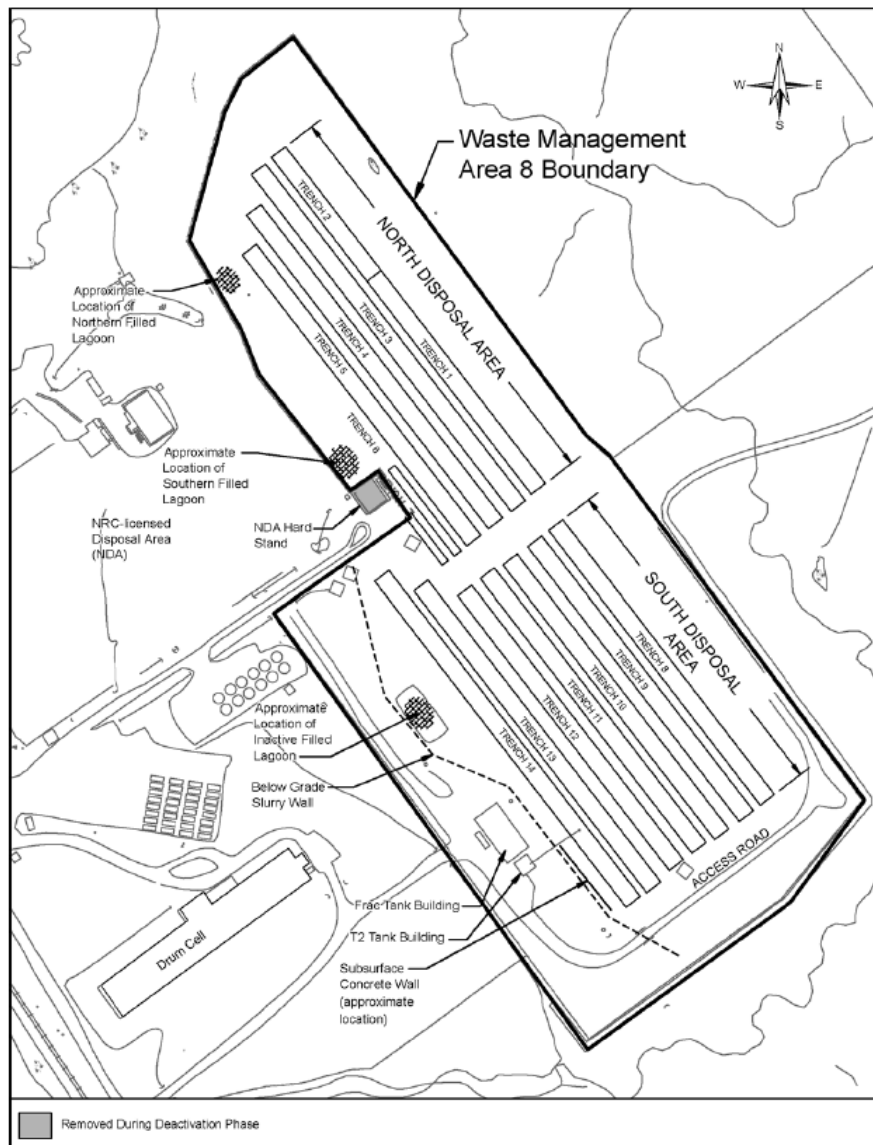 N
W
E
S
Waste Management
Area 8 Boundary
TRENCH 2
NORTH DISPOSAL AREA
Approximate
Location of
Northern Filled
Lagoon
TRENCH 3
TRENCH 4
TRENCH 5
TRENCH 1
TRENCH 6
Approximate
Location of
Southern Filled
Lagoon
NRC-licensed
Disposal Area
(NDA)
NDA Hard
Stand
SOUTH DISPOSAL
AREA
TRENCH 8
TRENCH 9
TRENCH 10
TRENCH 11
TRENCH 12
TRENCH 13
TRENCH 14
Approximate
Location of
Inactive Filled
Lagoon
Below Grade
Slurry Wall
ACCESS ROAD
Frac Tank Building
T2 Tank Building
Drum Cell
Subsurface
Concrete Wall
(approximate
location)
Removed During Deactivation Phase